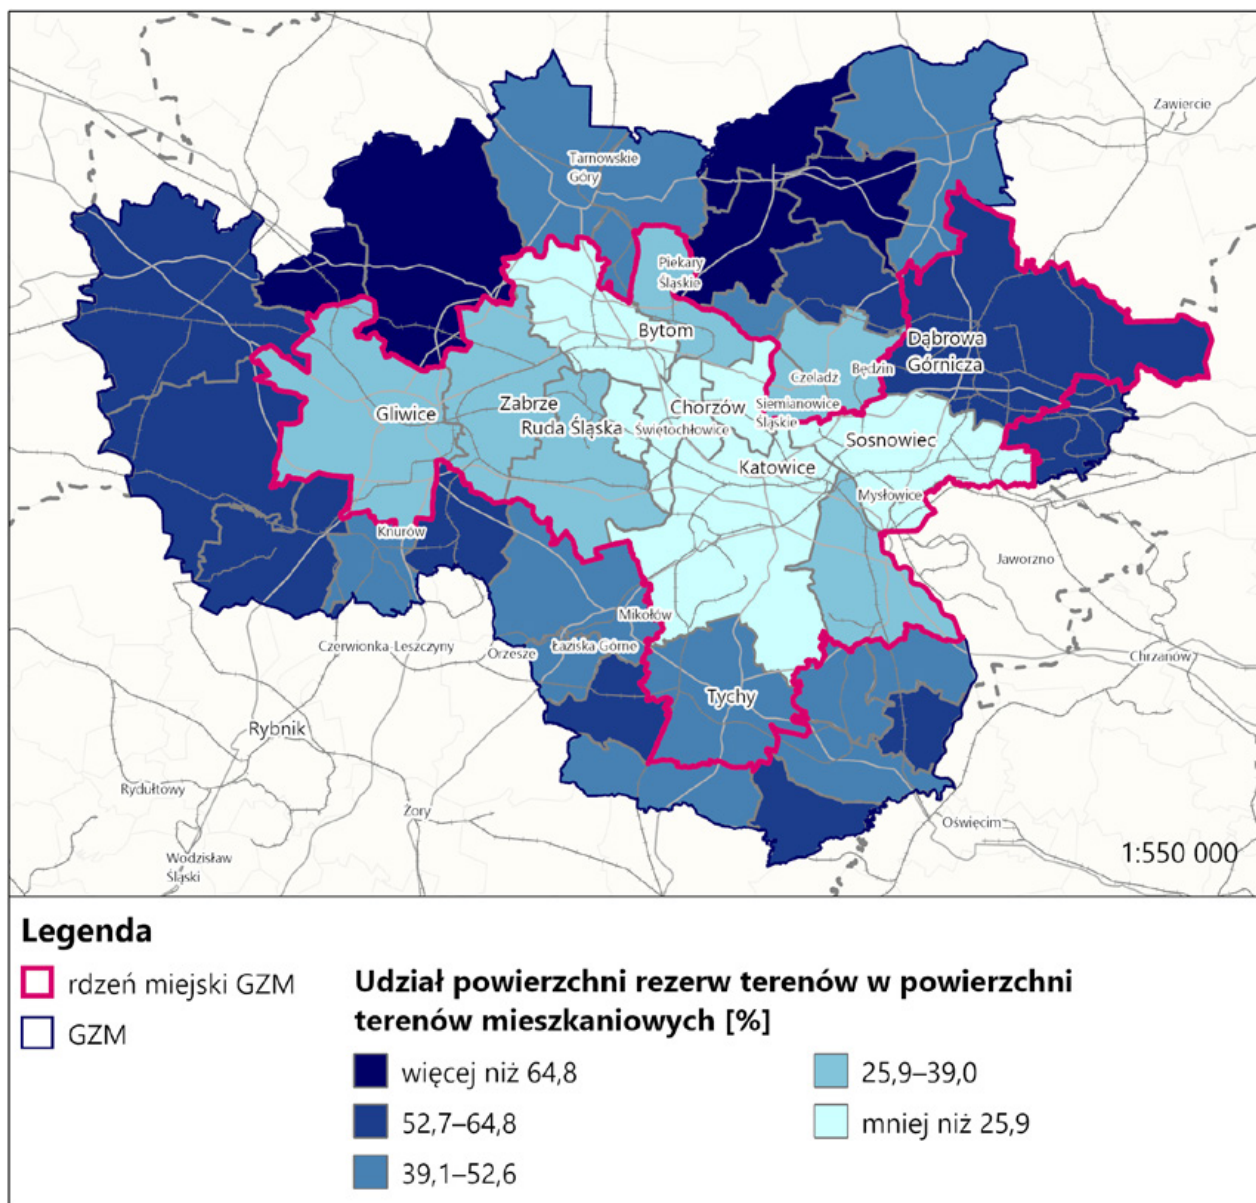 Zawiercie
Tarnowskie
Góry
Piekary
Śląskie
Bytom
Dąbrowa
Górnicza
Będzin
Czeladź
Gliwice
Zabrze
Chorzów
Siemianowice
Śląskie
Ruda Śląska
Świętochłowice
Sosnowiec
Katowice
Mysłowice
Knurów
Jaworzno
Mikołów
Czerwionka-Leszczyny
Orzesze
Łaziska Górne
Chrzanów
Tychy
Rybnik
Rydułtowy
Żory
Oświęcim
Wodzisław
Śląski
1:550 000
Legenda
rdzeń miejski GZM
GZM
Udział powierzchni rezerw terenów w powierzchni
terenów mieszkaniowych [%]
więcej niż 64,8
52,7–64,8
39,1–52,6
25,9–39,0
mniej niż 25,9